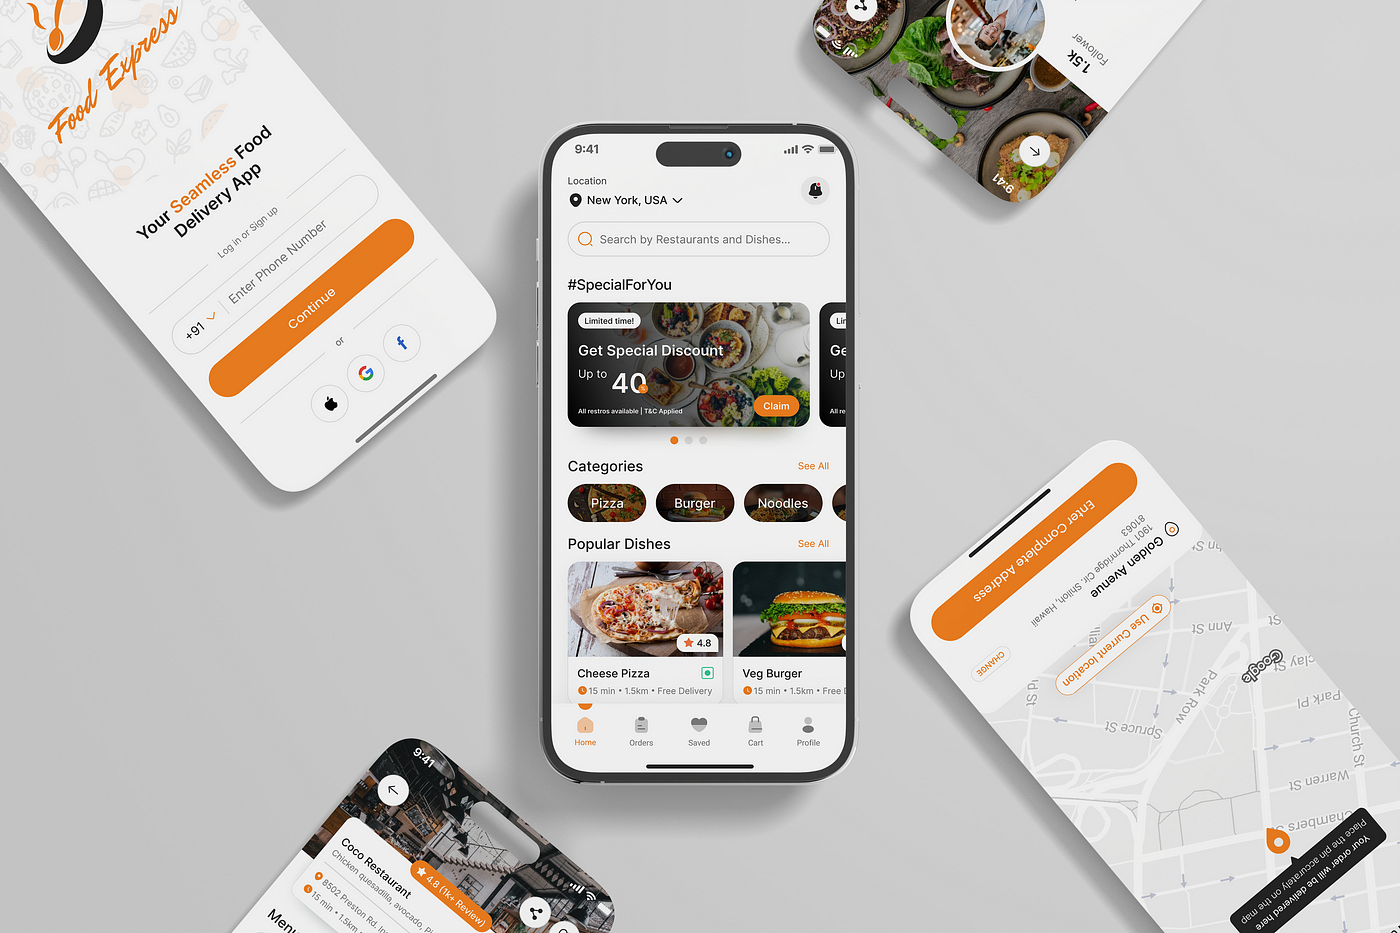 Food Express
Your Seamless Food
Delivery App
Log in or Sign up
+91
Enter Phone Number
Continue
or
G
f
1.5k
Follower
9:41
9:41
Location
New York, USA
Search by Restaurants and Dishes...
#SpecialForYou
Limited time!
Get Special Discount
Up to 40
All restros available | T&C Applied
Claim
Categories
See All
Pizza
Burger
Noodles
Popular Dishes
See All
4.8
Cheese Pizza
15 min • 1.5km • Free Delivery
Veg Burger
15 min • 1.5km • Free
Home
Orders
Saved
Cart
Profile
9:41
Coco Restaurant
Chicken quesadilla, avocado,
8502 Preston Rd.
15 min • 1.5km
4.8 (1k+ Review)
Menu
Your order will be delivered here
Place the pin accurately on the map
Chambers S
Warren St
Church St
Park Pl
Spruce St
Park Row
Ann St
Google
Use Current location
CHANGE
Golden Avenue
1901 Thornridge Cir. Shiloh, Hawaii
81063
Enter Complete Address